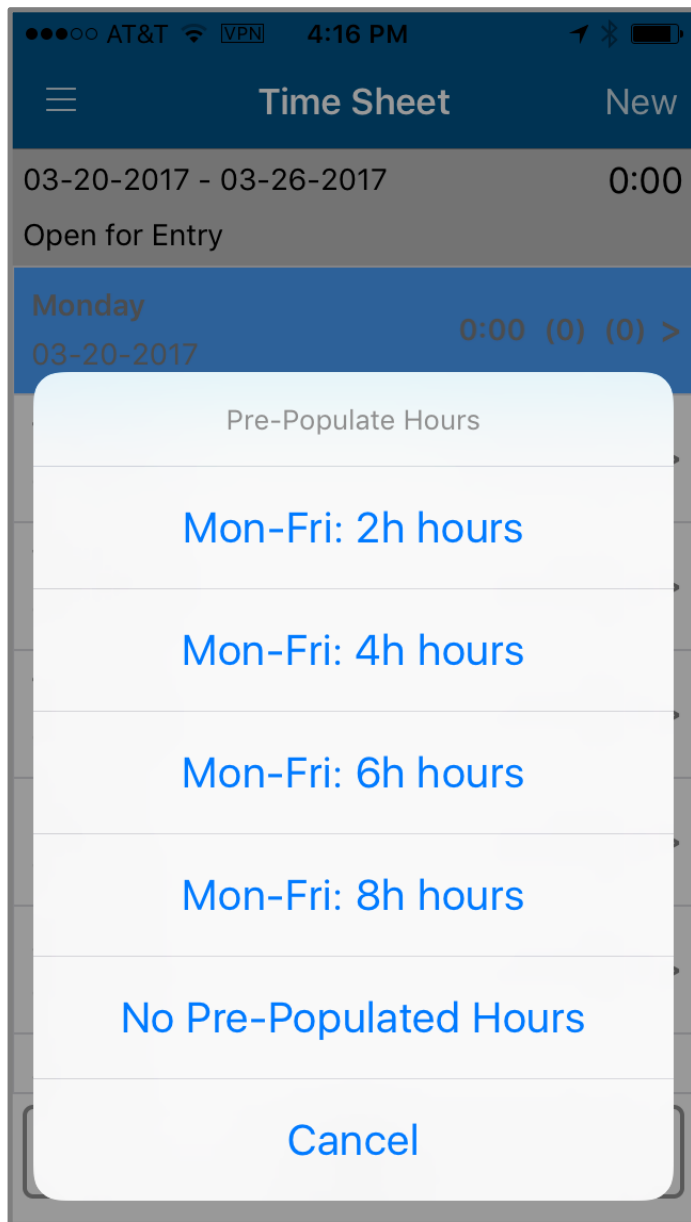 AT&T VPN 4:16 PM
Time Sheet New
03-20-2017 - 03-26-2017 0:00
Open for Entry
Monday
0:00 (0) (0) >
03-20-2017
Pre-Populate Hours
Mon-Fri: 2h hours
Mon-Fri: 4h hours
Mon-Fri: 6h hours
Mon-Fri: 8h hours
No Pre-Populated Hours
Cancel